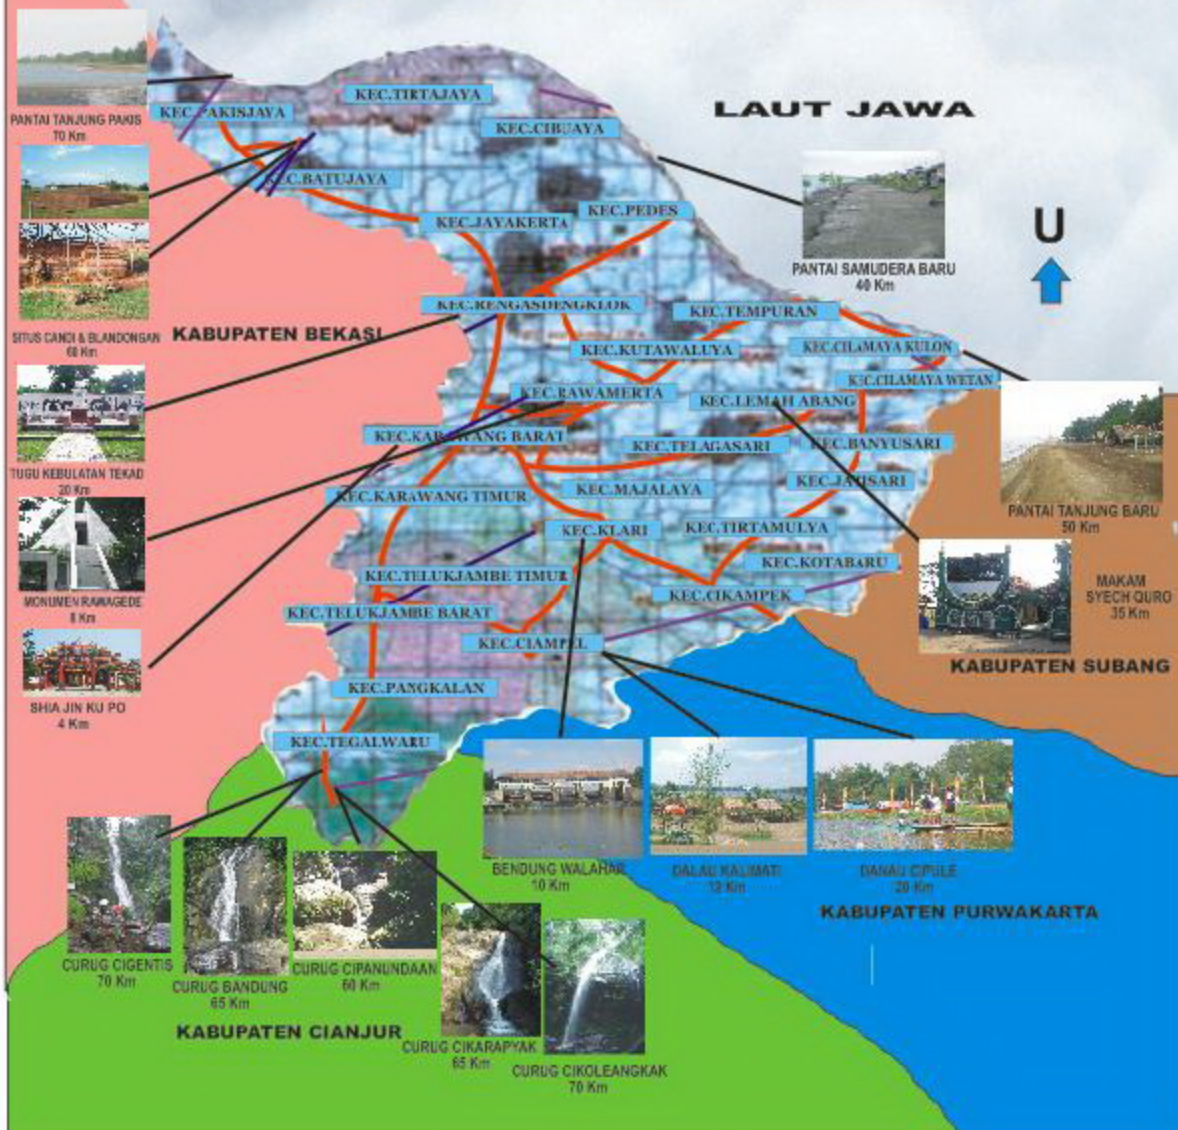 LAUT JAWA
U
KEC.PAKISJAYA
KEC.TIRTAJAYA
KEC.CIBUAYA
KEC.BATUJAYA
KEC.JAYAKERTA
KEC.PEDES
KEC.RENGASDENGKLOK
KEC.TEMPURAN
KEC.KUTAWALUYA
KEC.CILAMAYA KULON
KEC.CILAMAYA WETAN
KEC.RAWAMERTA
KEC.LEMAH ABANG
KEC.KARAWANG BARAT
KEC.TELAGASARI
KEC.BANYUSARI
KEC.KARAWANG TIMUR
KEC.MAJALAYA
KEC.JATISARI
KEC.KLARI
KEC.TIRTAMULYA
KEC.KOTABARU
KEC.TELUKJAMBE TIMUR
KEC.CIKAMPEK
KEC.TELUKJAMBE BARAT
KEC.CIAMPEL
KEC.PANGKALAN
KEC.TEGALWARU
PANTAI TANJUNG PAKIS
70 Km
SITUS CANDI & BLANDONGAN
60 Km
KABUPATEN BEKASI
TUGU KEBULATAN TEKAD
20 Km
MONUMEN RAWAGEDE
8 Km
SHIA JIN KU PO
4 Km
PANTAI SAMUDERA BARU
40 Km
PANTAI TANJUNG BARU
50 Km
MAKAM
SYECH QURO
35 Km
KABUPATEN SUBANG
BENDUNG WALAHAR
10 Km
DALAU KALIMATI
12 Km
DANAU CIPULE
20 Km
KABUPATEN PURWAKARTA
CURUG CIGENTIS
70 Km
CURUG BANDUNG
65 Km
CURUG CIPANUNDAAN
60 Km
KABUPATEN CIANJUR
CURUG CIKARAPYAK
65 Km
CURUG CIKOLEANGKAK
70 Km